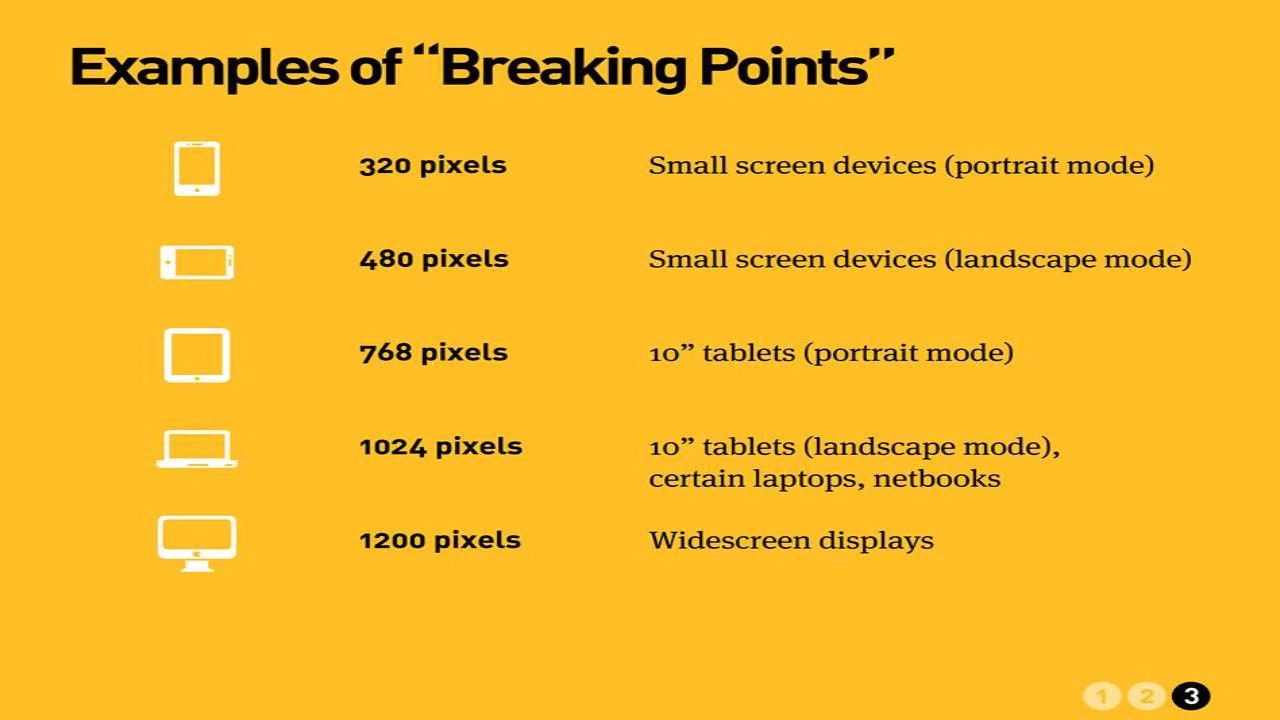 Examples of “Breaking Points”
320 pixels Small screen devices (portrait mode)
480 pixels Small screen devices (landscape mode)
768 pixels 10” tablets (portrait mode)
1024 pixels 10” tablets (landscape mode),
certain laptops, netbooks
1200 pixels Widescreen displays
1 2 3